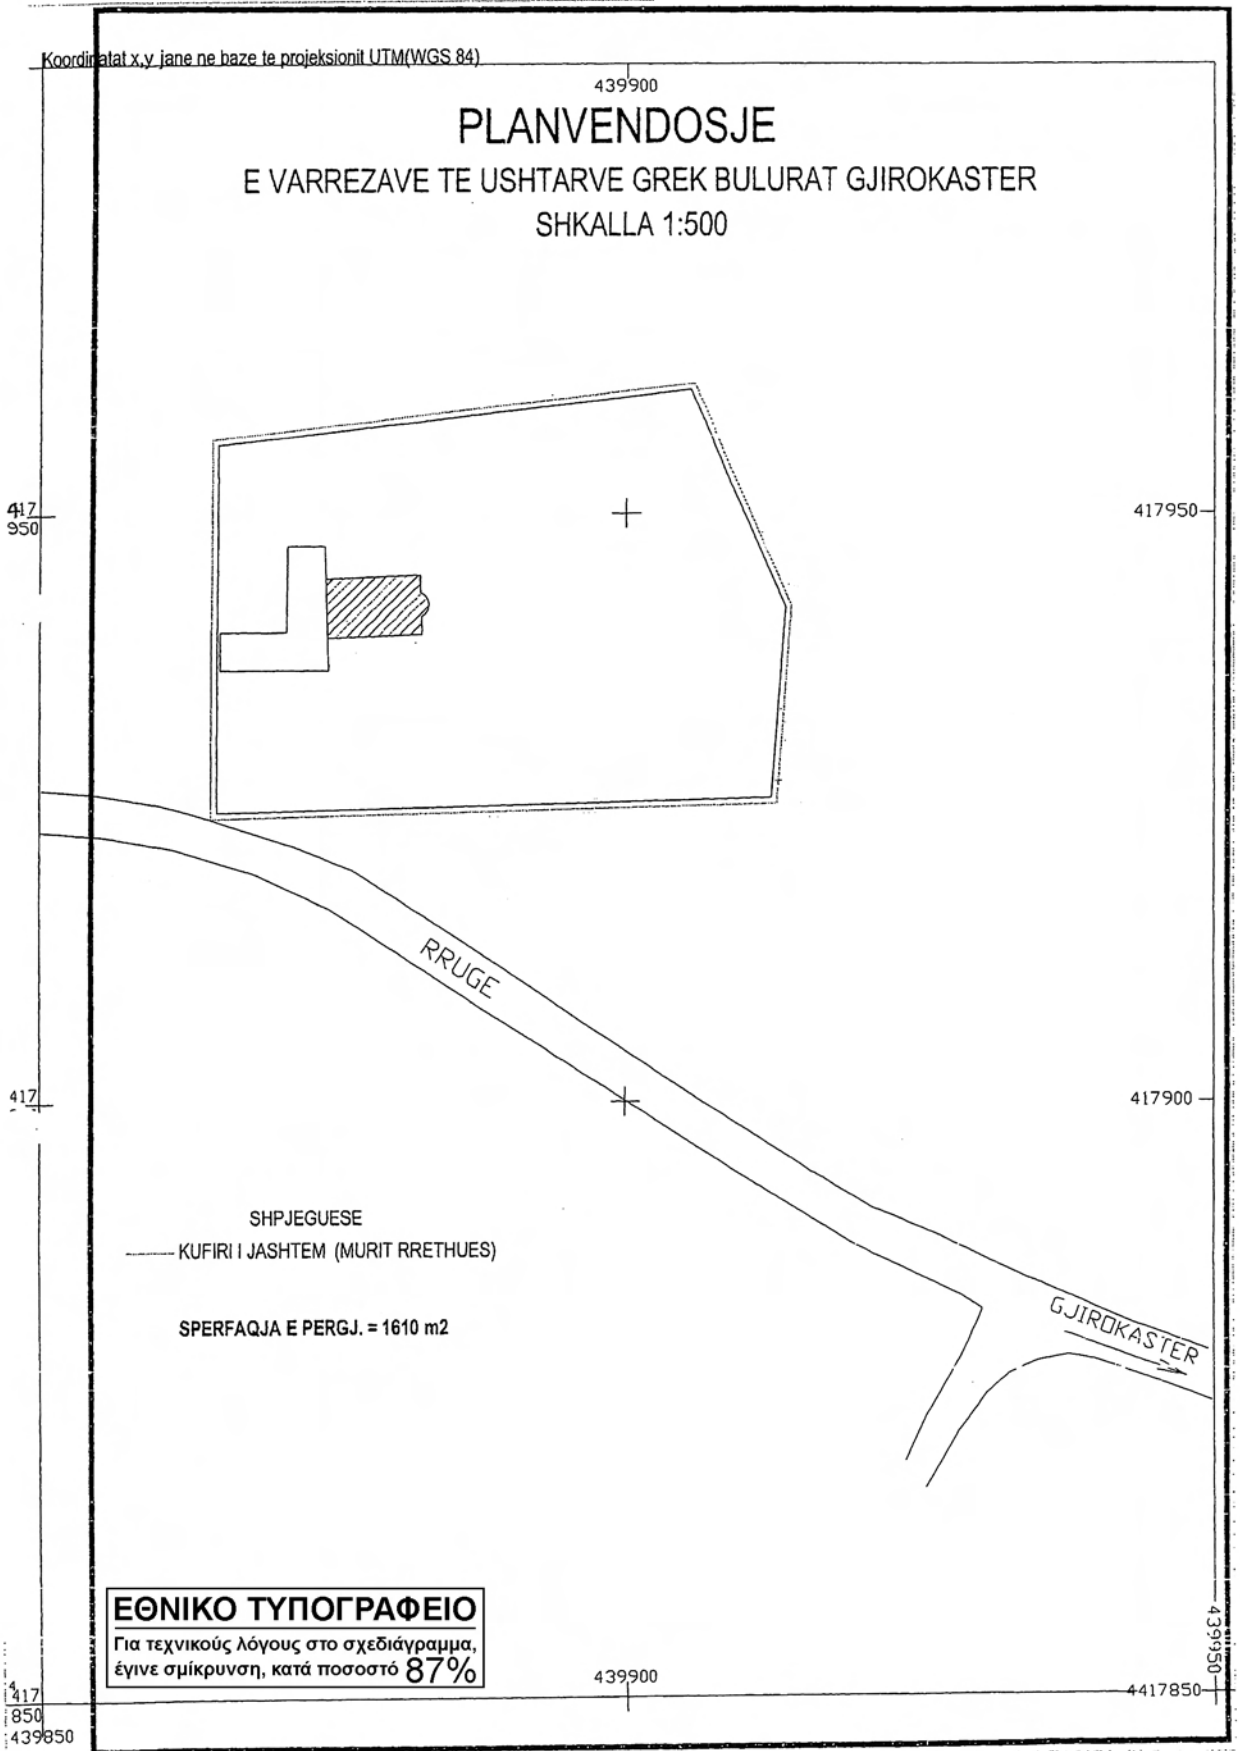 Koordinatat x,y jane ne baze te projeksionit UTM(WGS 84)
439900
PLANVENDOSJE
E VARREZAVE TE USHTARVE GREK BULURAT GJIROKASTER
SHKALLA 1:500
417
950
417950
RRUGE
417
417900
SHPJEGUESE
KUFIRI I JASHTEM (MURIT RRETHUES)
SPERFAQJA E PERGJ. = 1610 m2
GJIROKASTER
ΕΘΝΙΚΟ ΤΥΠΟΓΡΑΦΕΙΟ
Για τεχνικούς λόγους στο σχεδιάγραμμα,
έγινε σμίκρυνση, κατά ποσοστό 87%
439900
439950
4417850
4
417
850
439850